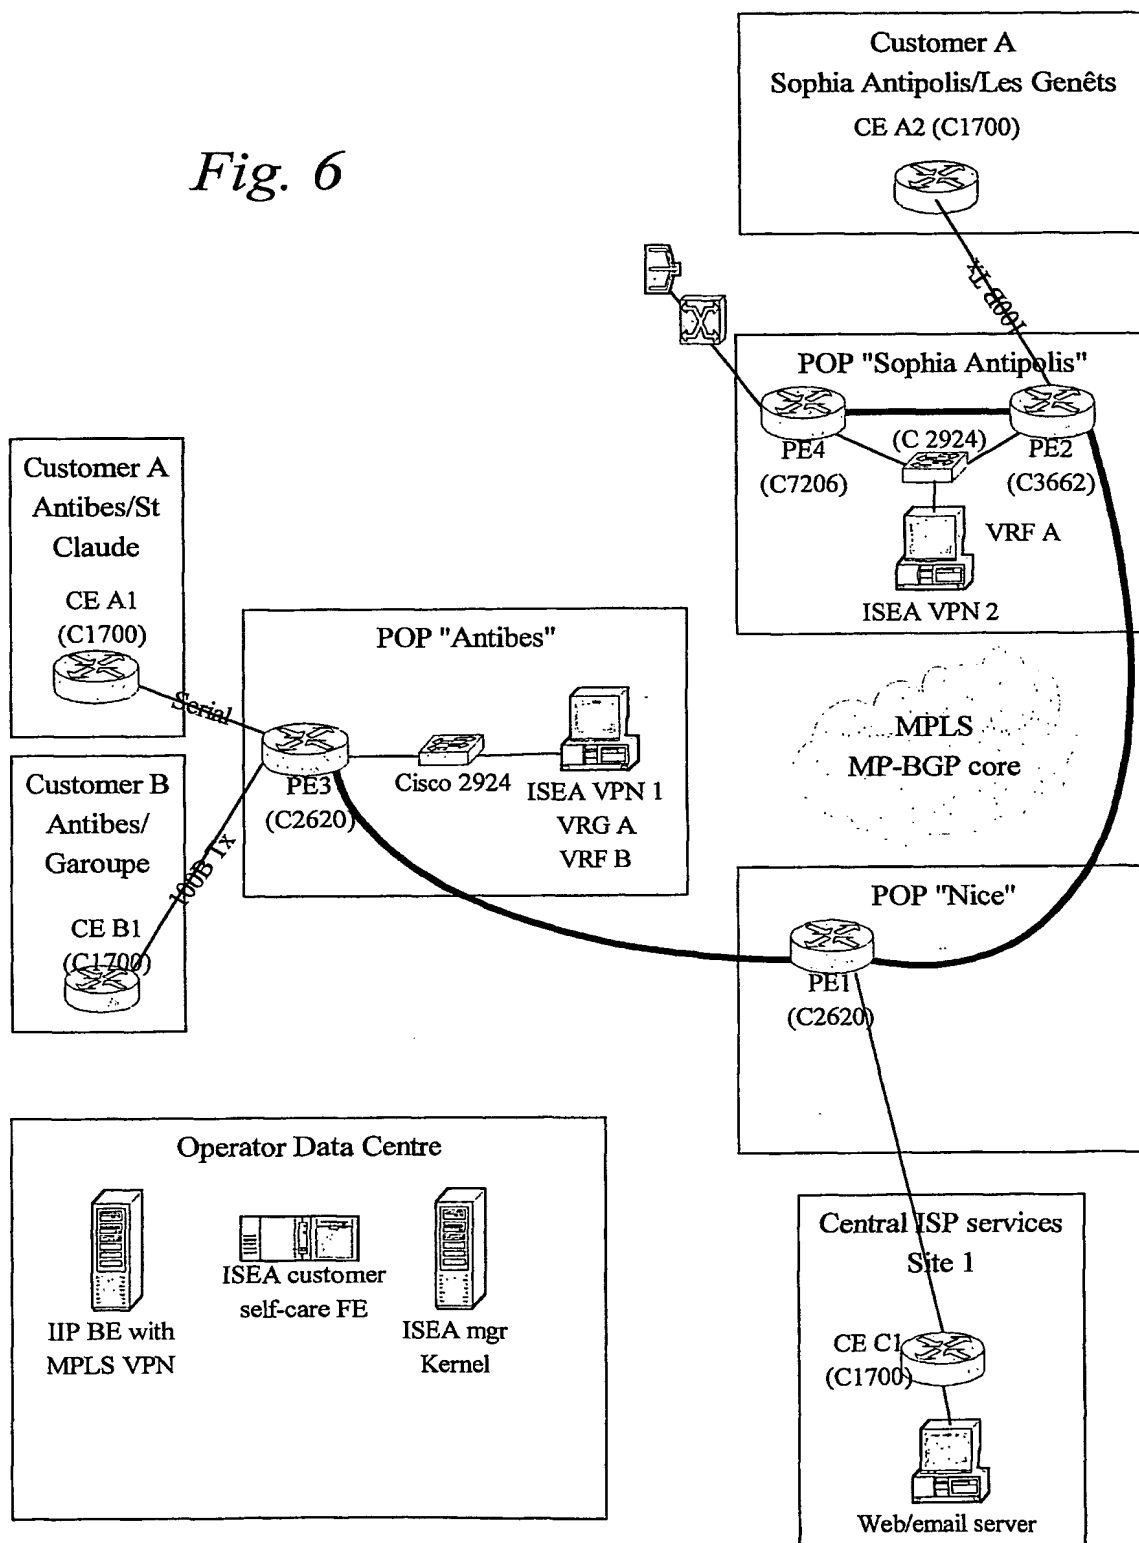 Fig. 6
Customer A
Sophia Antipolis/Les Genêts
CE A2 (C1700)
100B Tx
POP "Sophia Antipolis"
(C 2924)
PE4
(C7206)
PE2
(C3662)
VRF A
ISEA VPN 2
Customer A
Antibes/St
Claude
CE A1
(C1700)
Serial
POP "Antibes"
PE3
(C2620)
Cisco 2924
ISEA VPN 1
VRG A
VRF B
Customer B
Antibes/
Garoupe
CE B1
(C1700)
100B Tx
MPLS
MP-BGP core
POP "Nice"
PE1
(C2620)
Operator Data Centre
IIP BE with
MPLS VPN
ISEA customer
self-care FE
ISEA mgr
Kernel
Central ISP services
Site 1
CE C1
(C1700)
Web/email server